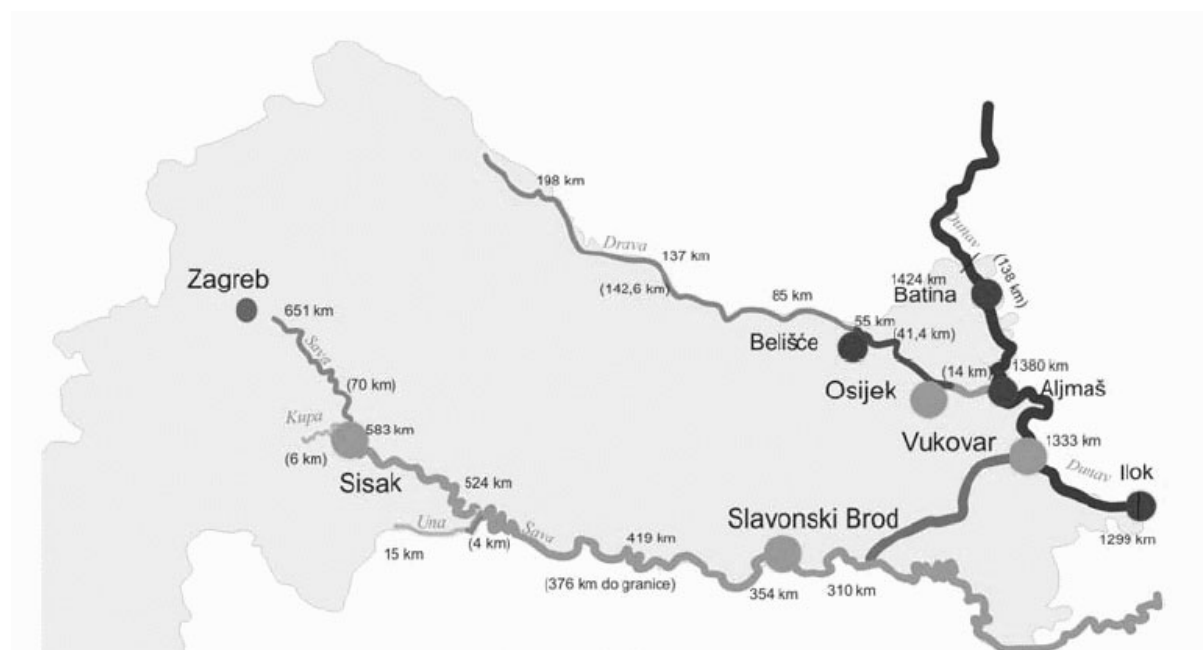 198 km
Drava
137 km
(142,6 km)
85 km
Dunav
(138 km)
1424 km
Batina
Zagreb
651 km
Sava
(70 km)
55 km
(41,4 km)
Belišće
(14 km)
1380 km
Aljmaš
Osijek
Kupa
583 km
(6 km)
Sisak
Vukovar
1333 km
Dunav
Ilok
1299 km
524 km
Una
15 km
(4 km)
Sava
Slavonski Brod
419 km
(376 km do granice)
354 km
310 km